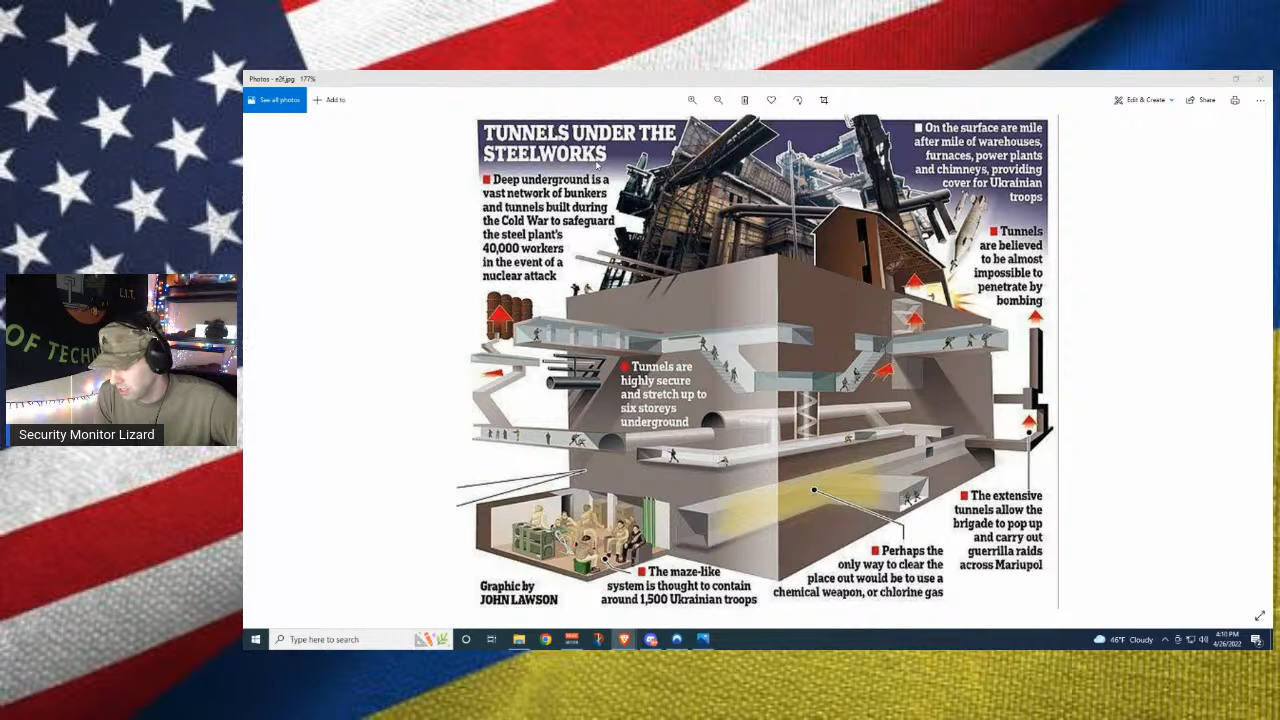 Photos - e2f.jpg 177%
See all photos
Add to
Edit & Create
Share
TUNNELS UNDER THE
STEELWORKS
Deep underground is a
vast network of bunkers
and tunnels built during
the Cold War to safeguard
the steel plant's
40,000 workers
in the event of a
nuclear attack
On the surface are mile
after mile of warehouses,
furnaces, power plants
and chimneys, providing
cover for Ukrainian
troops
Tunnels
are believed
to be almost
impossible to
penetrate by
bombing
Tunnels are
highly secure
and stretch up to
six storeys
underground
The extensive
tunnels allow the
brigade to pop up
and carry out
guerrilla raids
across Mariupol
Perhaps the
only way to clear the
place out would be to use a
chemical weapon, or chlorine gas
The maze-like
system is thought to contain
around 1,500 Ukrainian troops
Graphic by
JOHN LAWSON
L.I.T.
OF TECHN
Security Monitor Lizard
Type here to search
46°F Cloudy
4:10 PM
4/26/2022